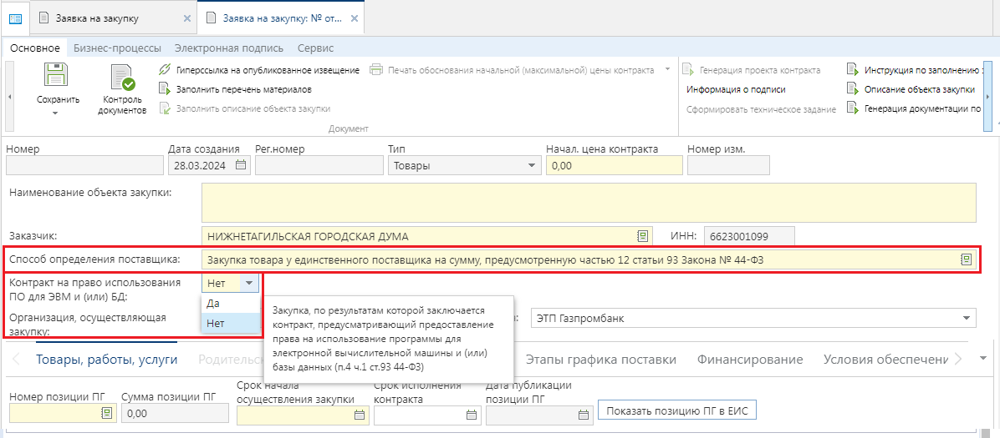 Заявка на закупку
Заявка на закупку: № от...
Основное Бизнес-процессы Электронная подпись Сервис
Сохранить
Контроль
документов
Гиперссылка на опубликованное извещение
Заполнить перечень материалов
Заполнить описание объекта закупки
Печать обоснования начальной (максимальной) цены контракта
Документ
Генерация проекта контракта
Информация о подписи
Сформировать техническое задание
Инструкция по заполнению з
Описание объекта закупки
Генерация документации по
Номер Дата создания Рег.номер Тип Начал. цена контракта Номер изм.
28.03.2024 Товары 0,00
Наименование объекта закупки:
Заказчик: НИЖНЕТАГИЛЬСКАЯ ГОРОДСКАЯ ДУМА ИНН: 6623001099
Способ определения поставщика: Закупка товара у единственного поставщика на сумму, предусмотренную частью 12 статьи 93 Закона № 44-ФЗ
Контракт на право использования
ПО для ЭВМ и (или) БД:
Нет
Да
Нет
Организация, осуществляющая
закупку:
а: ЭТП Газпромбанк
Закупка, по результатам которой заключается
контракт, предусматривающий предоставление
права на использование программы для
электронной вычислительной машины и (или)
базы данных (п.4 ч.1 ст.93 44-ФЗ)
Товары, работы, услуги Родительск Этапы графика поставки Финансирование Условия обеспечени
Номер позиции ПГ Сумма позиции ПГ
0,00
Срок начала
осуществления закупки
Срок исполнения
контракта
Дата публикации
позиции ПГ
Показать позицию ПГ в ЕИС